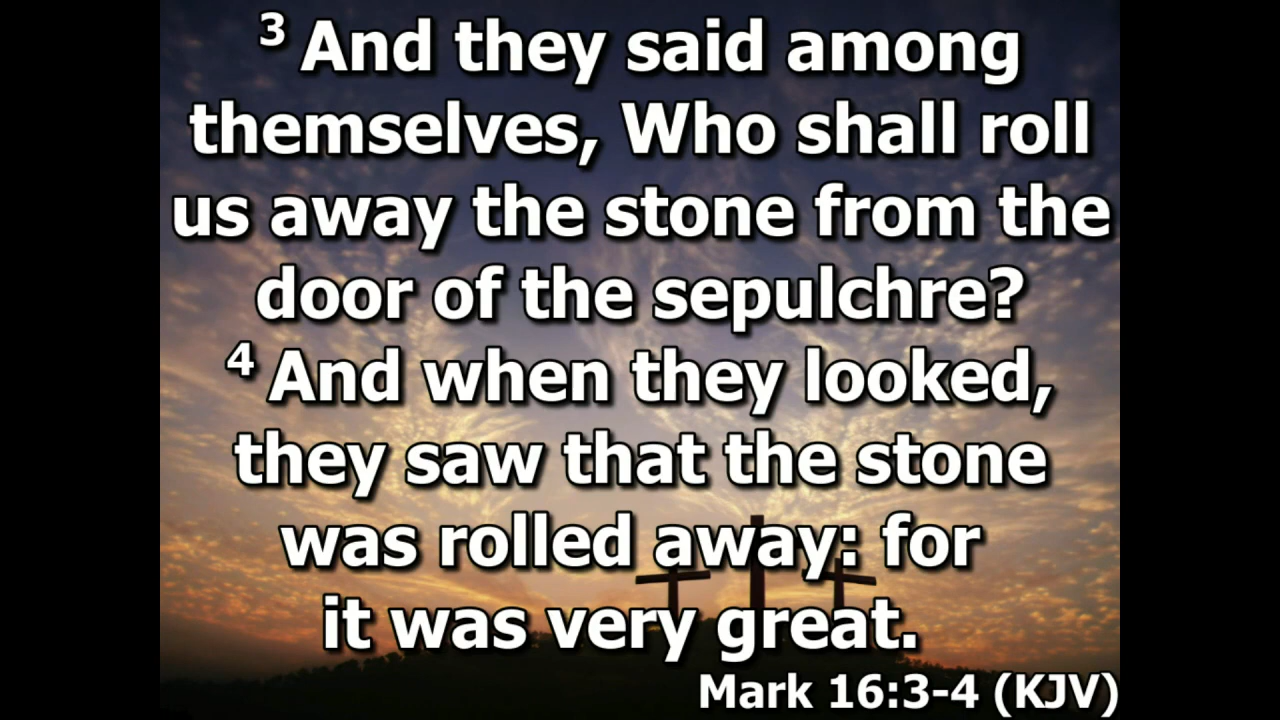 3 And they said among
themselves, Who shall roll
us away the stone from the
door of the sepulchre?
4 And when they looked,
they saw that the stone
was rolled away: for
it was very great.
Mark 16:3-4 (KJV)